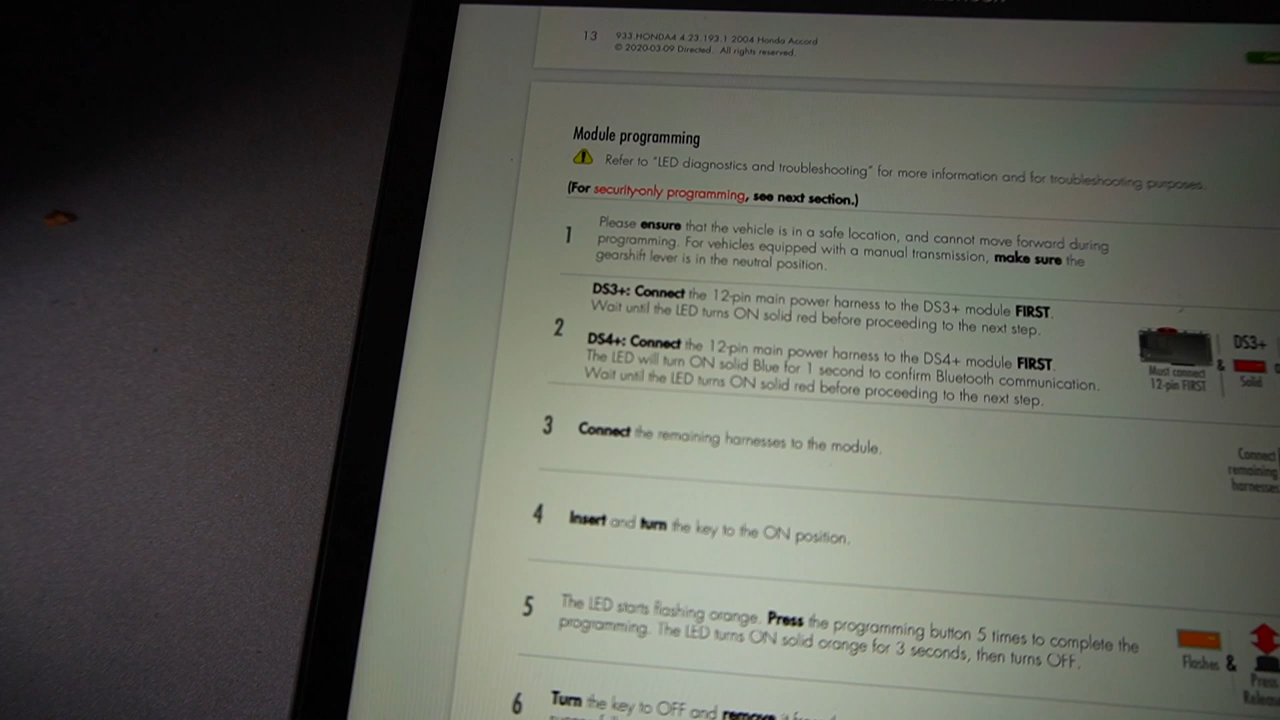 13 933.HONDA4 4.23.193.1 2004 Honda Accord
© 2020-03-09 Directed. All rights reserved.
Module programming
Refer to "LED diagnostics and troubleshooting" for more information and for troubleshooting purposes.
(For security-only programming, see next section.)
1 Please ensure that the vehicle is in a safe location, and cannot move forward during
programming. For vehicles equipped with a manual transmission, make sure the
gearshift lever is in the neutral position.
2 DS3+: Connect the 12-pin main power harness to the DS3+ module FIRST.
Wait until the LED turns ON solid red before proceeding to the next step.
DS4+: Connect the 12-pin main power harness to the DS4+ module FIRST.
The LED will turn ON solid Blue for 1 second to confirm Bluetooth communication.
Wait until the LED turns ON solid red before proceeding to the next step.
Must connect
12-pin FIRST
&
DS3+
Solid
3 Connect the remaining harnesses to the module.
Connect
remaining
harnesses
4 Insert and turn the key to the ON position.
5 The LED starts flashing orange. Press the programming button 5 times to complete the
programming. The LED turns ON solid orange for 3 seconds, then turns OFF.
Flashes &
Press
Release
6 Turn the key to OFF and remove it